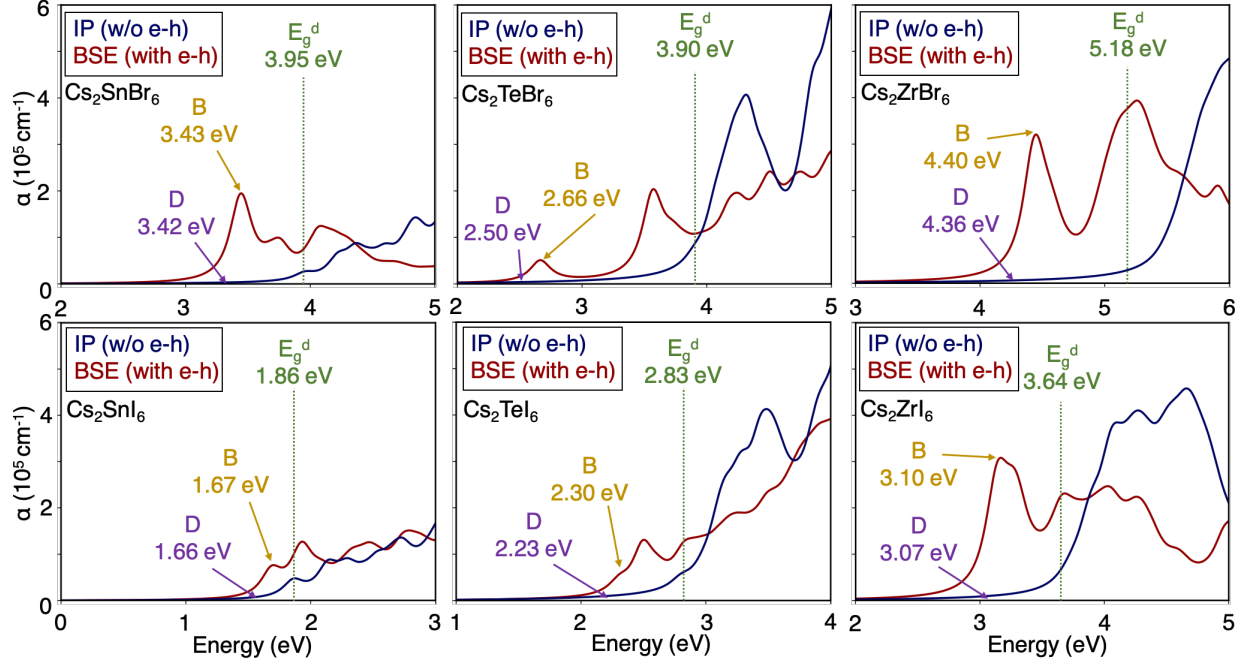 6
4
2
0
α (10⁵ cm⁻¹)
IP (w/o e-h)
BSE (with e-h)
Cs₂SnBr₆
E_g^d
3.95 eV
B
3.43 eV
D
3.42 eV
2 3 4 5
IP (w/o e-h)
BSE (with e-h)
Cs₂TeBr₆
E_g^d
3.90 eV
B
2.66 eV
D
2.50 eV
2 3 4 5
IP (w/o e-h)
BSE (with e-h)
Cs₂ZrBr₆
E_g^d
5.18 eV
B
4.40 eV
D
4.36 eV
3 4 5 6
6
4
2
0
α (10⁵ cm⁻¹)
IP (w/o e-h)
BSE (with e-h)
Cs₂SnI₆
E_g^d
1.86 eV
B
1.67 eV
D
1.66 eV
0 1 2 3
Energy (eV)
IP (w/o e-h)
BSE (with e-h)
Cs₂TeI₆
E_g^d
2.83 eV
B
2.30 eV
D
2.23 eV
1 2 3 4
Energy (eV)
IP (w/o e-h)
BSE (with e-h)
Cs₂ZrI₆
E_g^d
3.64 eV
B
3.10 eV
D
3.07 eV
2 3 4 5
Energy (eV)